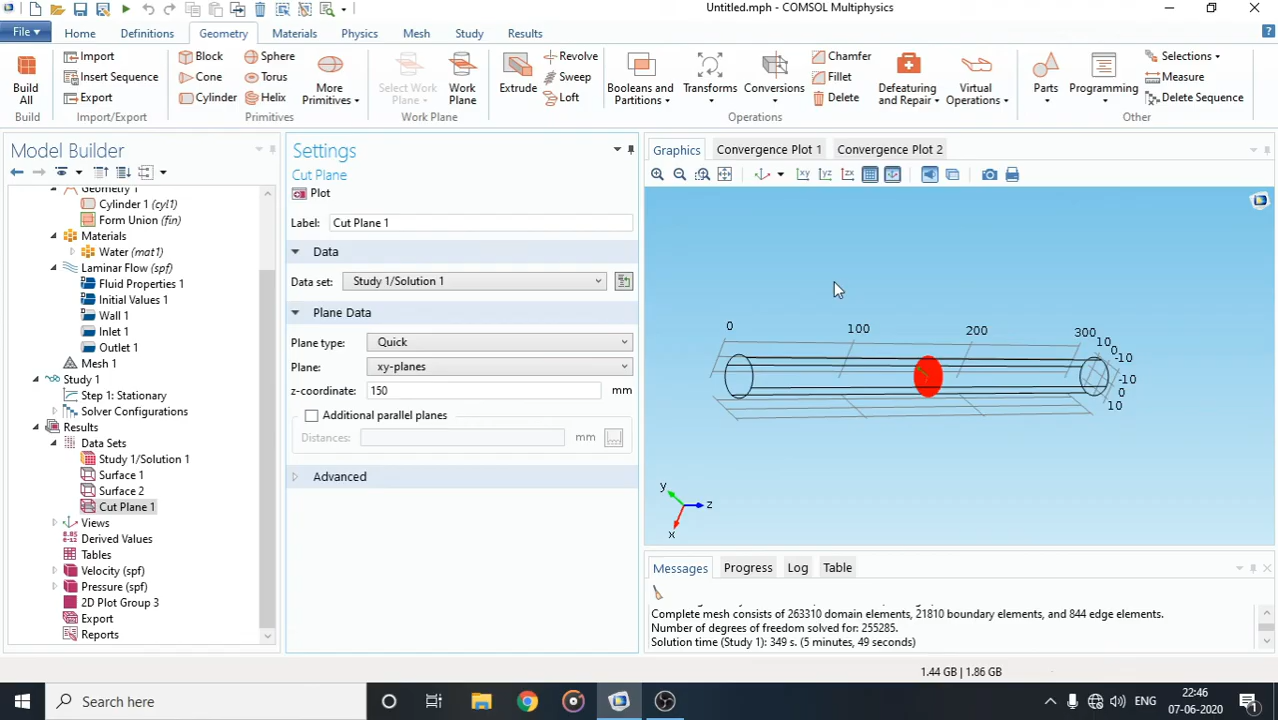 Untitled.mph - COMSOL Multiphysics
File Home Definitions Geometry Materials Physics Mesh Study Results
Import Block Sphere Revolve Chamfer Selections
Insert Sequence Cone Torus Sweep Fillet Measure
Export Cylinder Helix Loft Delete Delete Sequence
Build All More Primitives Select Work Plane Work Plane Extrude Booleans and Partitions Transformations Conversions Defeaturing and Repair Virtual Operations Parts Programming
Build Import/Export Primitives Work Plane Operations Other
Model Builder
Geometry 1
Cylinder 1 (cyl1)
Form Union (fin)
Materials
Water (mat1)
Laminar Flow (spf)
Fluid Properties 1
Initial Values 1
Wall 1
Inlet 1
Outlet 1
Mesh 1
Study 1
Step 1: Stationary
Solver Configurations
Results
Data Sets
Study 1/Solution 1
Surface 1
Surface 2
Cut Plane 1
Views
Derived Values
Tables
Velocity (spf)
Pressure (spf)
2D Plot Group 3
Export
Reports
Settings
Cut Plane
Plot
Label: Cut Plane 1
Data
Data set: Study 1/Solution 1
Plane Data
Plane type: Quick
Plane: xy-planes
z-coordinate: 150 mm
Additional parallel planes
Distances: mm
Advanced
Graphics Convergence Plot 1 Convergence Plot 2
xy yz zx
0 100 200 300
10
0
-10
-10
0
10
y
z
x
Messages Progress Log Table
Complete mesh consists of 263310 domain elements, 21810 boundary elements, and 844 edge elements.
Number of degrees of freedom solved for: 255285.
Solution time (Study 1): 349 s. (5 minutes, 49 seconds)
1.44 GB | 1.86 GB
Search here
ENG
22:46
07-06-2020
1